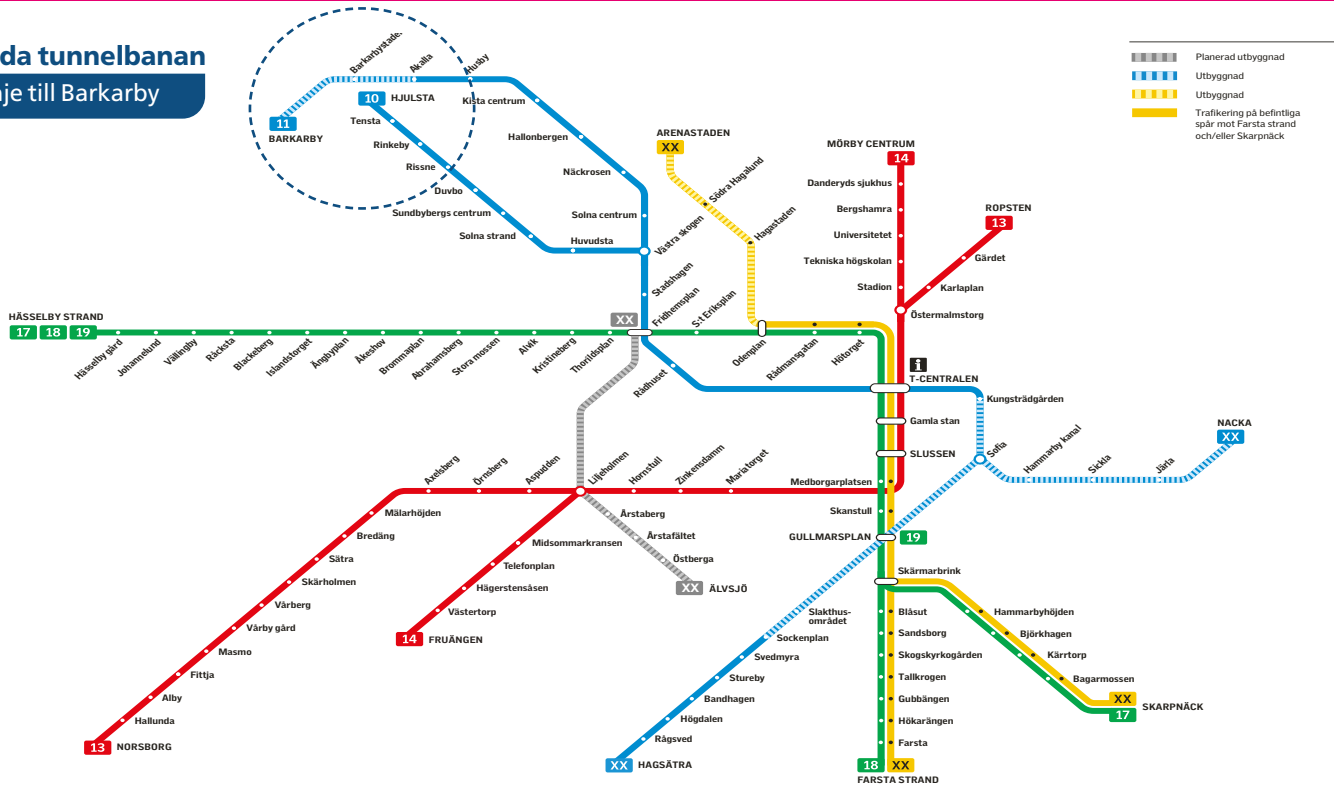 da tunnelbanan
je till Barkarby
Planerad utbyggnad
Utbyggnad
Utbyggnad
Trafikering på befintliga
spår mot Farsta strand
och/eller Skarpnäck
Akalla
Husby
10 HJULSTA
11
BARKARBY
Kista centrum
Tensta
Rinkeby
Rissne
Duvbo
Sundbybergs centrum
Solna strand
Huvudsta
Hallonbergen
Näckrosen
Solna centrum
Västra skogen
Stadshagen
Fridhemsplan
XX
S:t Eriksplan
ARENASTADEN
XX
Södra Hagalund
Hagastaden
Odenplan
Rådmansgatan
Hötorget
MÖRBY CENTRUM
14
Danderyds sjukhus
Bergshamra
Universitetet
Tekniska högskolan
Stadion
ROPSTEN
13
Gärdet
Karlaplan
Östermalmstorg
HÄSSELBY STRAND
17 18 19
Hässelby gård
Johannelund
Vällingby
Råcksta
Blackeberg
Islandstorget
Ängbyplan
Åkeshov
Brommaplan
Abrahamsberg
Stora mossen
Alvik
Kristineberg
Thorildsplan
Rådhuset
i
T-CENTRALEN
Kungsträdgården
Gamla stan
SLUSSEN
Sofia
Hammarby kanal
Sickla
Järla
NACKA
XX
Medborgarplatsen
Skanstull
GULLMARSPLAN 19
Skärmarbrink
Axelsberg
Örnsberg
Aspudden
Liljeholmen
Hornstull
Zinkensdamm
Mariatorget
Mälarhöjden
Bredäng
Sätra
Skärholmen
Vårberg
Vårby gård
Masmo
Fittja
Alby
Hallunda
13 NORSBORG
Årstaberg
Årstafältet
Östberga
XX ÄLVSJÖ
Midsommarkransen
Telefonplan
Hägerstensåsen
Västertorp
14 FRUÄNGEN
Slakthus-
området
Sockenplan
Svedmyra
Stureby
Bandhagen
Högdalen
Rågsved
XX HAGSÄTRA
Blåsut
Sandsborg
Skogskyrkogården
Tallkrogen
Gubbängen
Hökarängen
Farsta
18 XX
FARSTA STRAND
Hammarbyhöjden
Björkhagen
Kärrtorp
Bagarmossen
XX
17
SKARPNÄCK